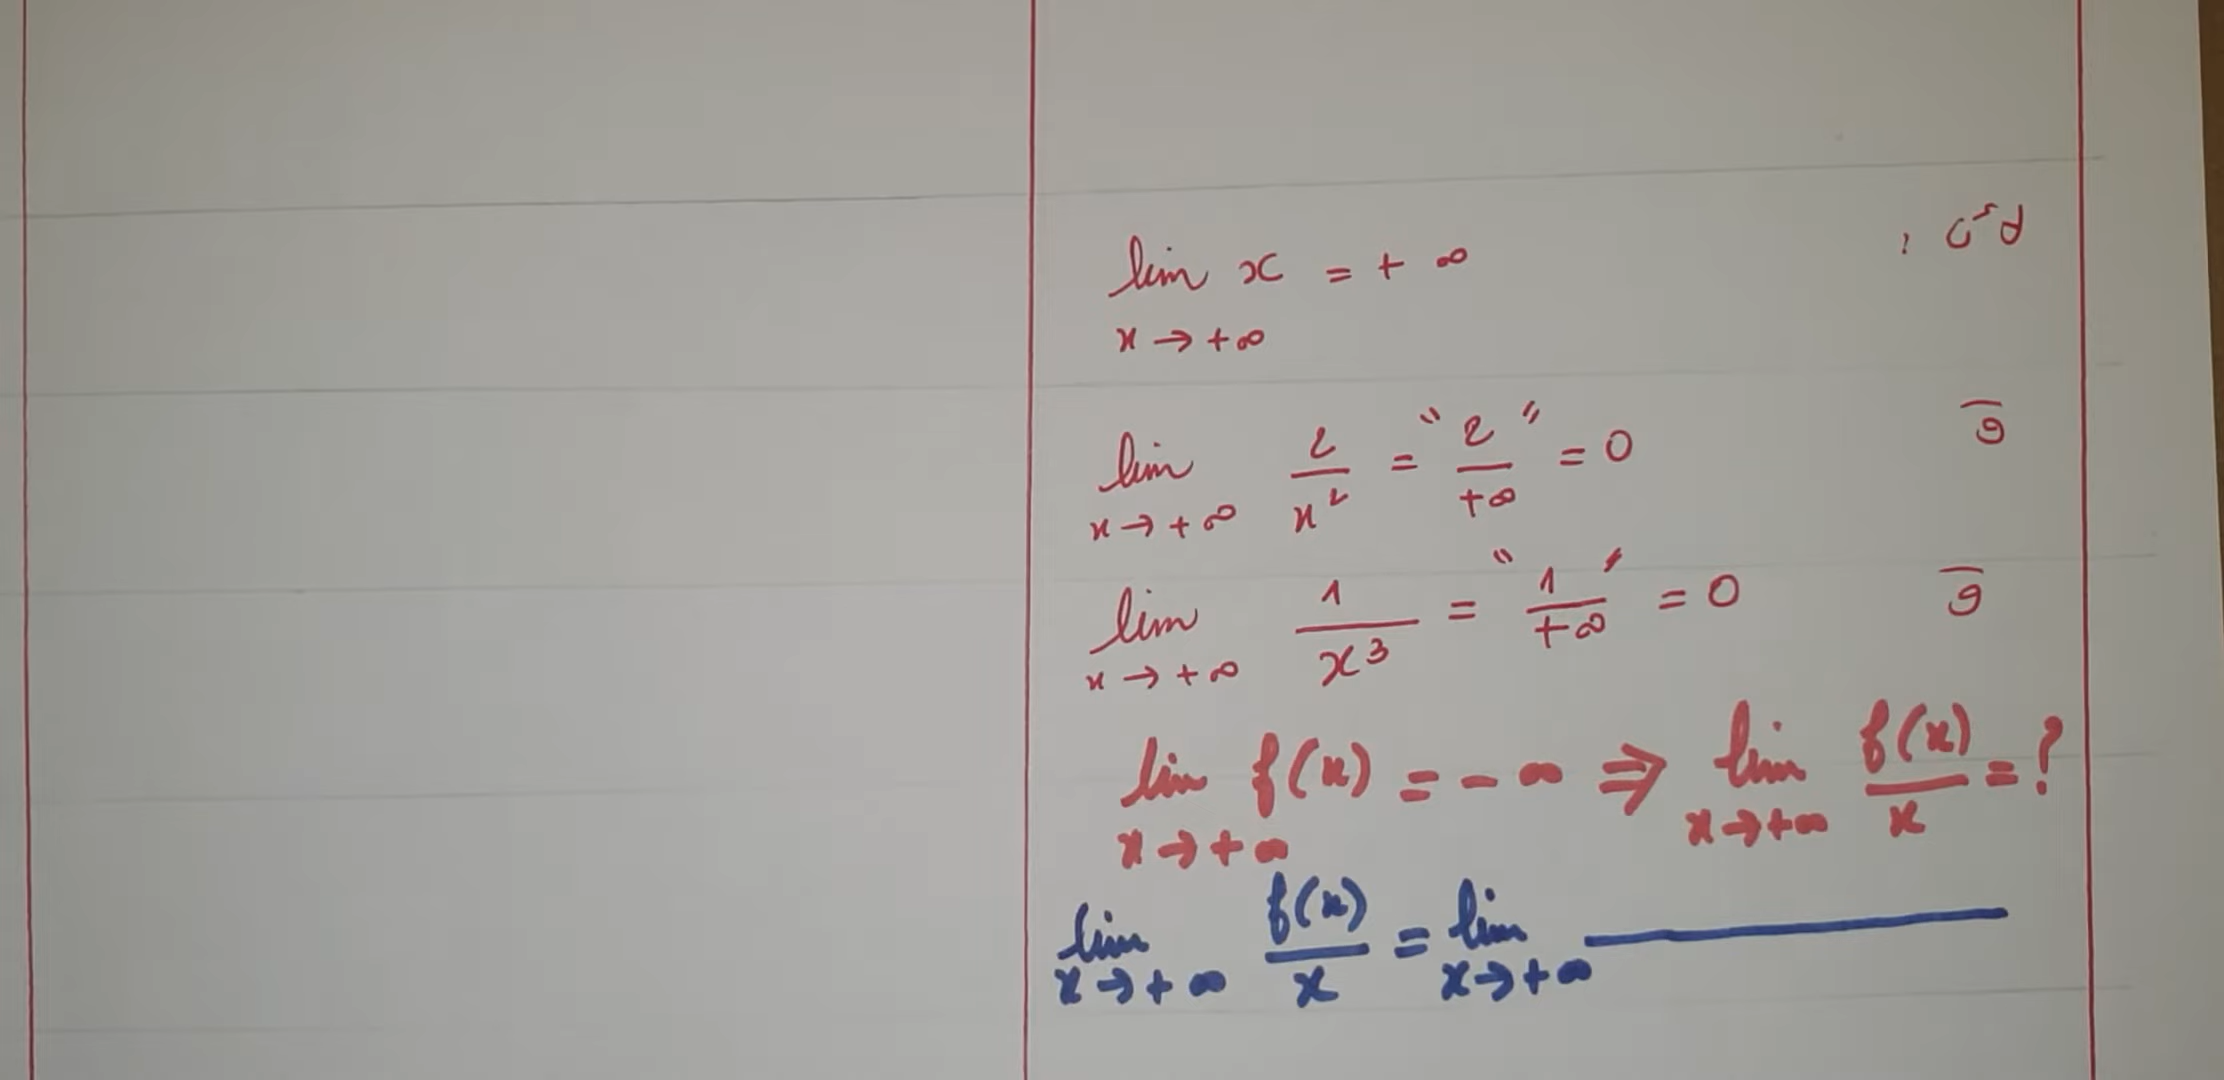 lim x = + ∞
x → +∞
lim 2/x² = "2/+∞" = 0 و
x → +∞
lim 1/x³ = "1/+∞" = 0 و
x → +∞
lim f(x) = - ∞ ⇒ lim f(x)/x = ?
x → + ∞ x → +∞
lim f(x)/x = lim
x → + ∞ x → + ∞